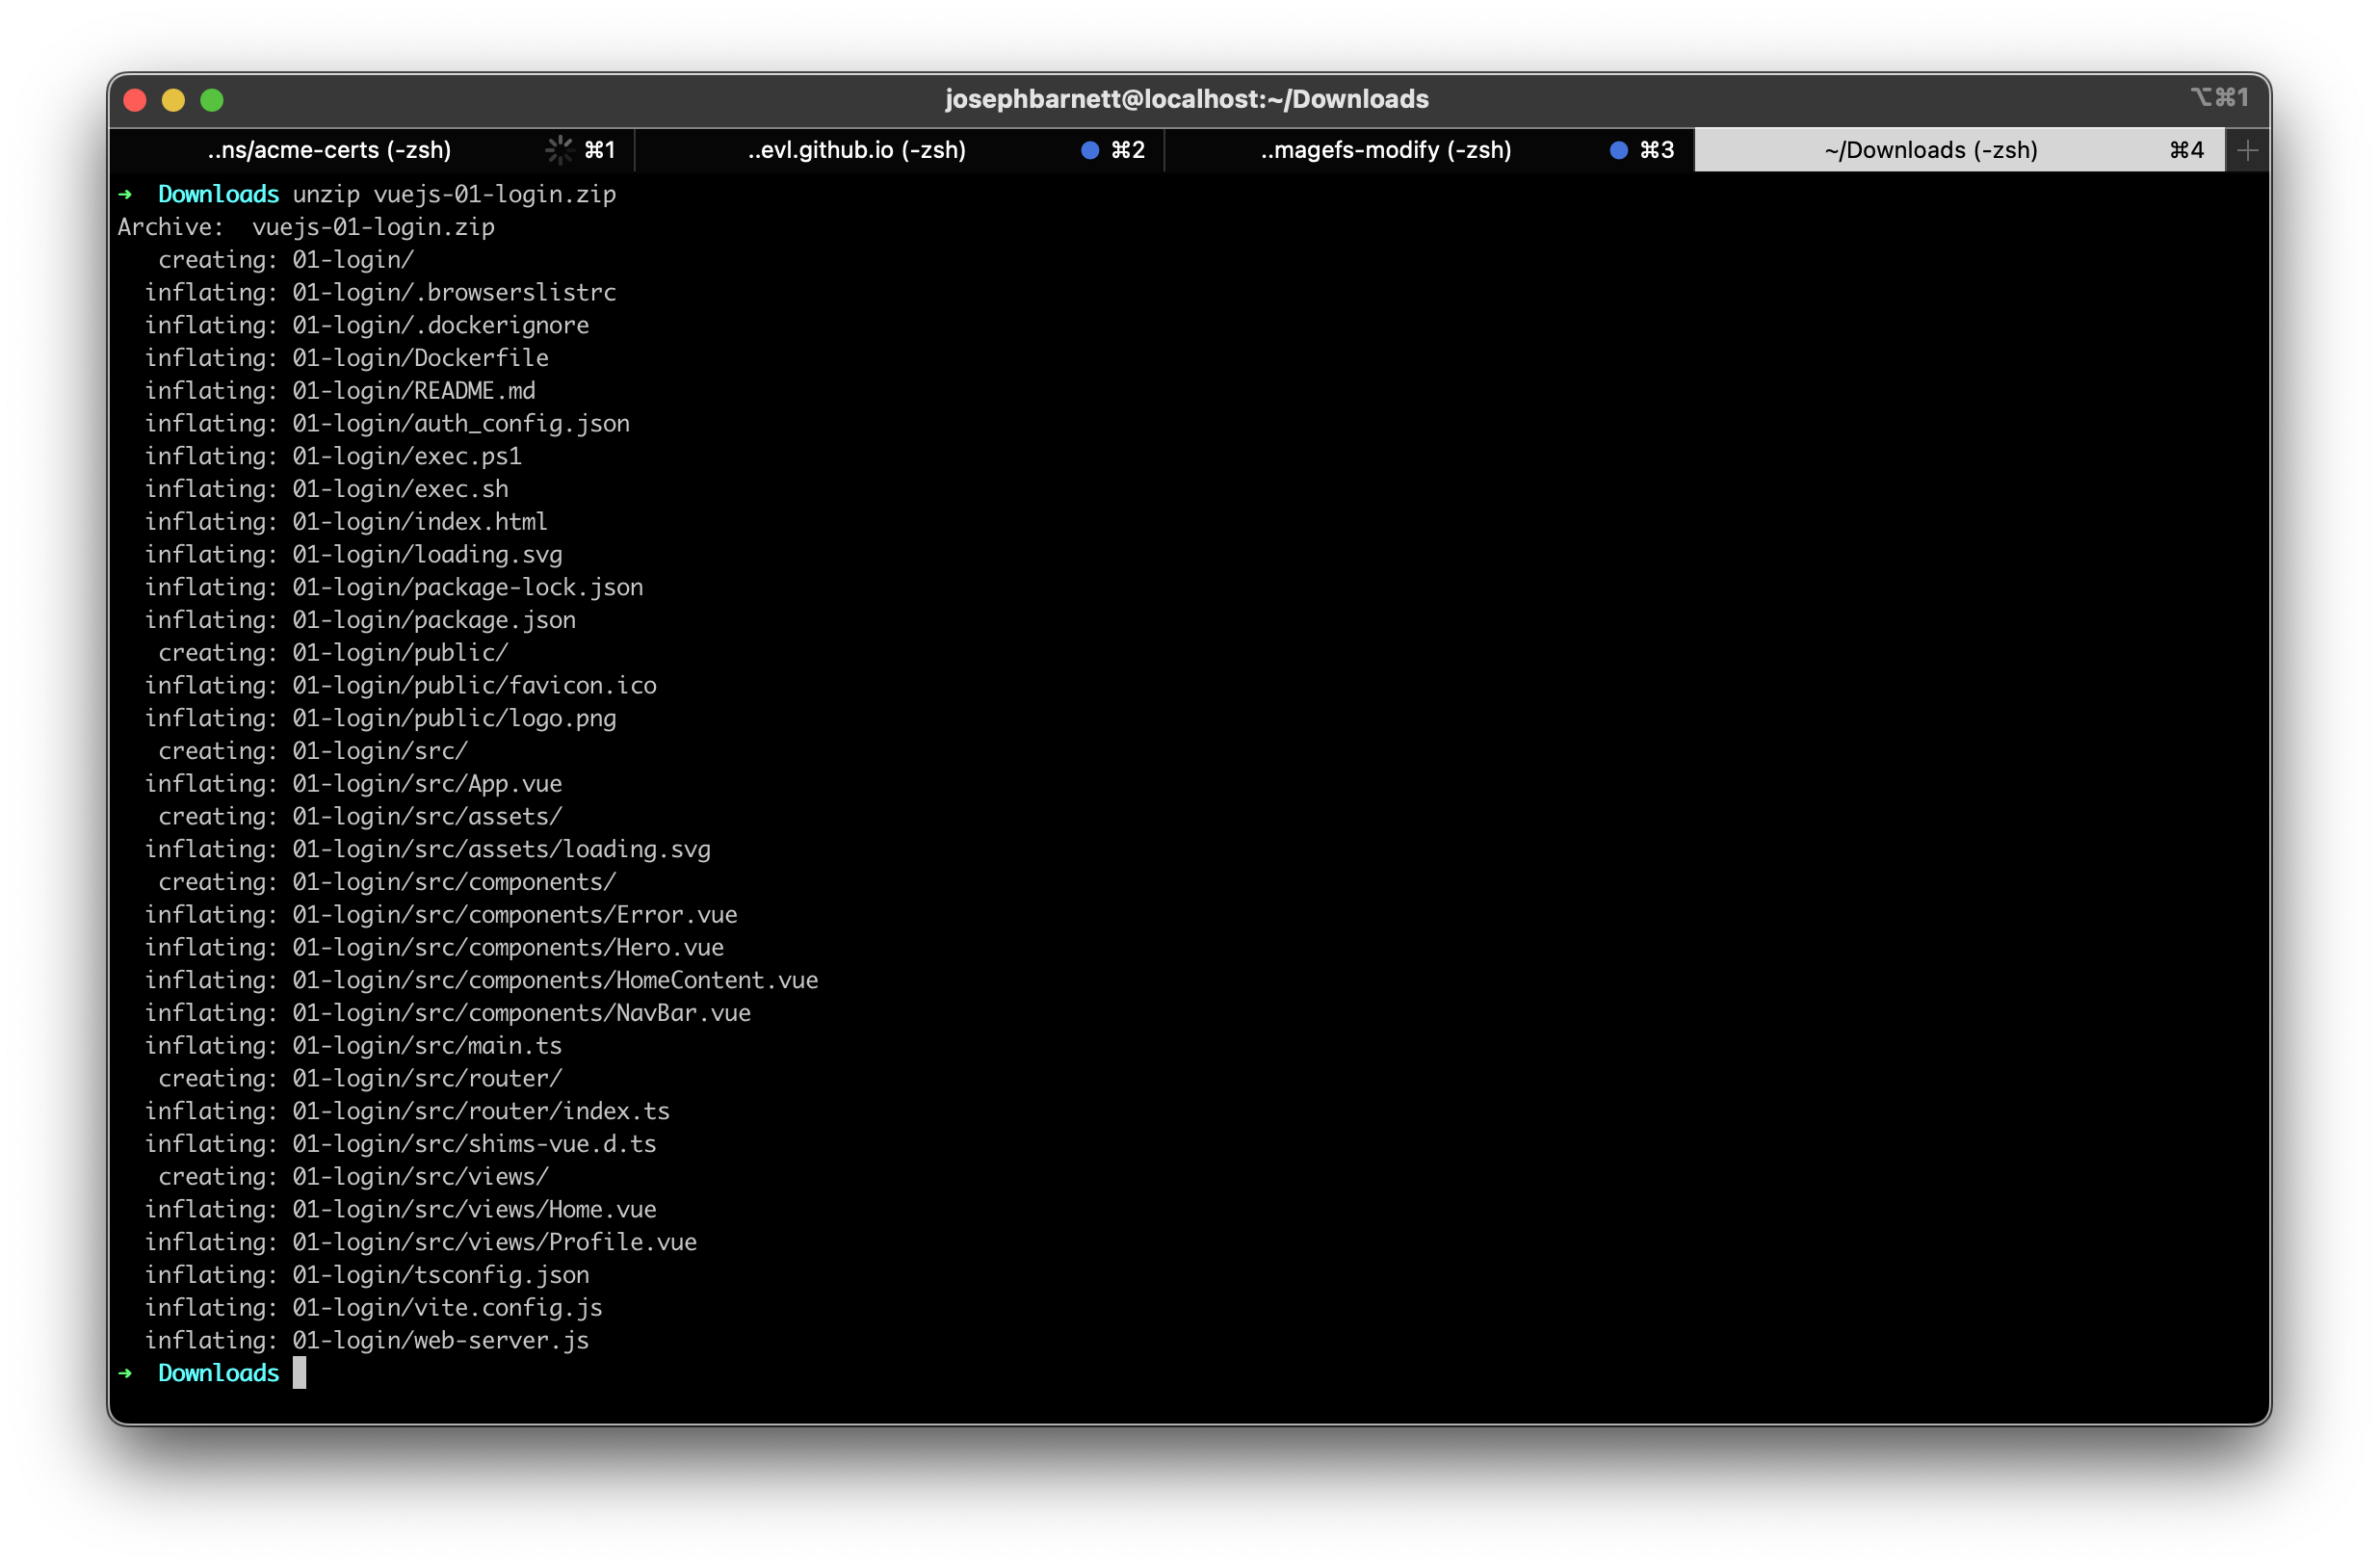 josephbarnett@localhost:~/Downloads ⌥⌘1
..ns/acme-certs (-zsh) ⌘1 ..evl.github.io (-zsh) ⌘2 ..magefs-modify (-zsh) ⌘3 ~/Downloads (-zsh) ⌘4 +
➜  Downloads unzip vuejs-01-login.zip
Archive:  vuejs-01-login.zip
   creating: 01-login/
  inflating: 01-login/.browserslistrc
  inflating: 01-login/.dockerignore
  inflating: 01-login/Dockerfile
  inflating: 01-login/README.md
  inflating: 01-login/auth_config.json
  inflating: 01-login/exec.ps1
  inflating: 01-login/exec.sh
  inflating: 01-login/index.html
  inflating: 01-login/loading.svg
  inflating: 01-login/package-lock.json
  inflating: 01-login/package.json
   creating: 01-login/public/
  inflating: 01-login/public/favicon.ico
  inflating: 01-login/public/logo.png
   creating: 01-login/src/
  inflating: 01-login/src/App.vue
   creating: 01-login/src/assets/
  inflating: 01-login/src/assets/loading.svg
   creating: 01-login/src/components/
  inflating: 01-login/src/components/Error.vue
  inflating: 01-login/src/components/Hero.vue
  inflating: 01-login/src/components/HomeContent.vue
  inflating: 01-login/src/components/NavBar.vue
  inflating: 01-login/src/main.ts
   creating: 01-login/src/router/
  inflating: 01-login/src/router/index.ts
  inflating: 01-login/src/shims-vue.d.ts
   creating: 01-login/src/views/
  inflating: 01-login/src/views/Home.vue
  inflating: 01-login/src/views/Profile.vue
  inflating: 01-login/tsconfig.json
  inflating: 01-login/vite.config.js
  inflating: 01-login/web-server.js
➜  Downloads